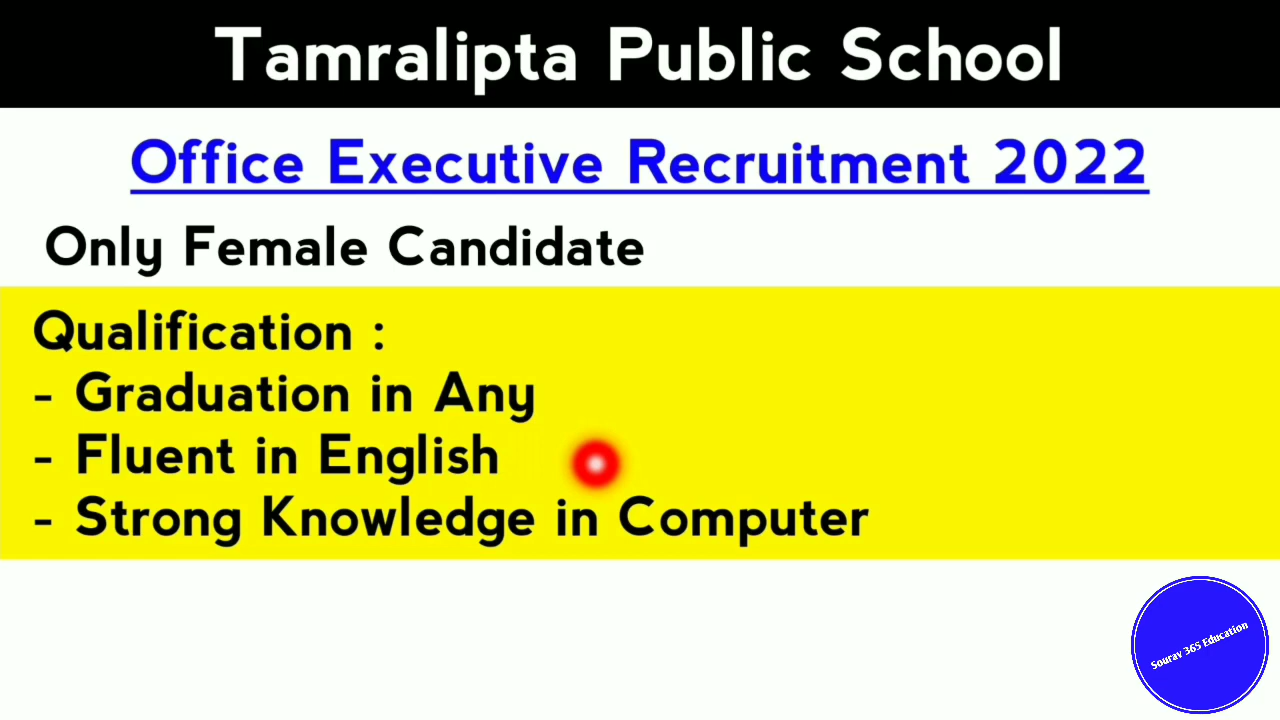 Tamralipta Public School
Office Executive Recruitment 2022
Only Female Candidate
Qualification :
- Graduation in Any
- Fluent in English
- Strong Knowledge in Computer
Sourav 365 Education